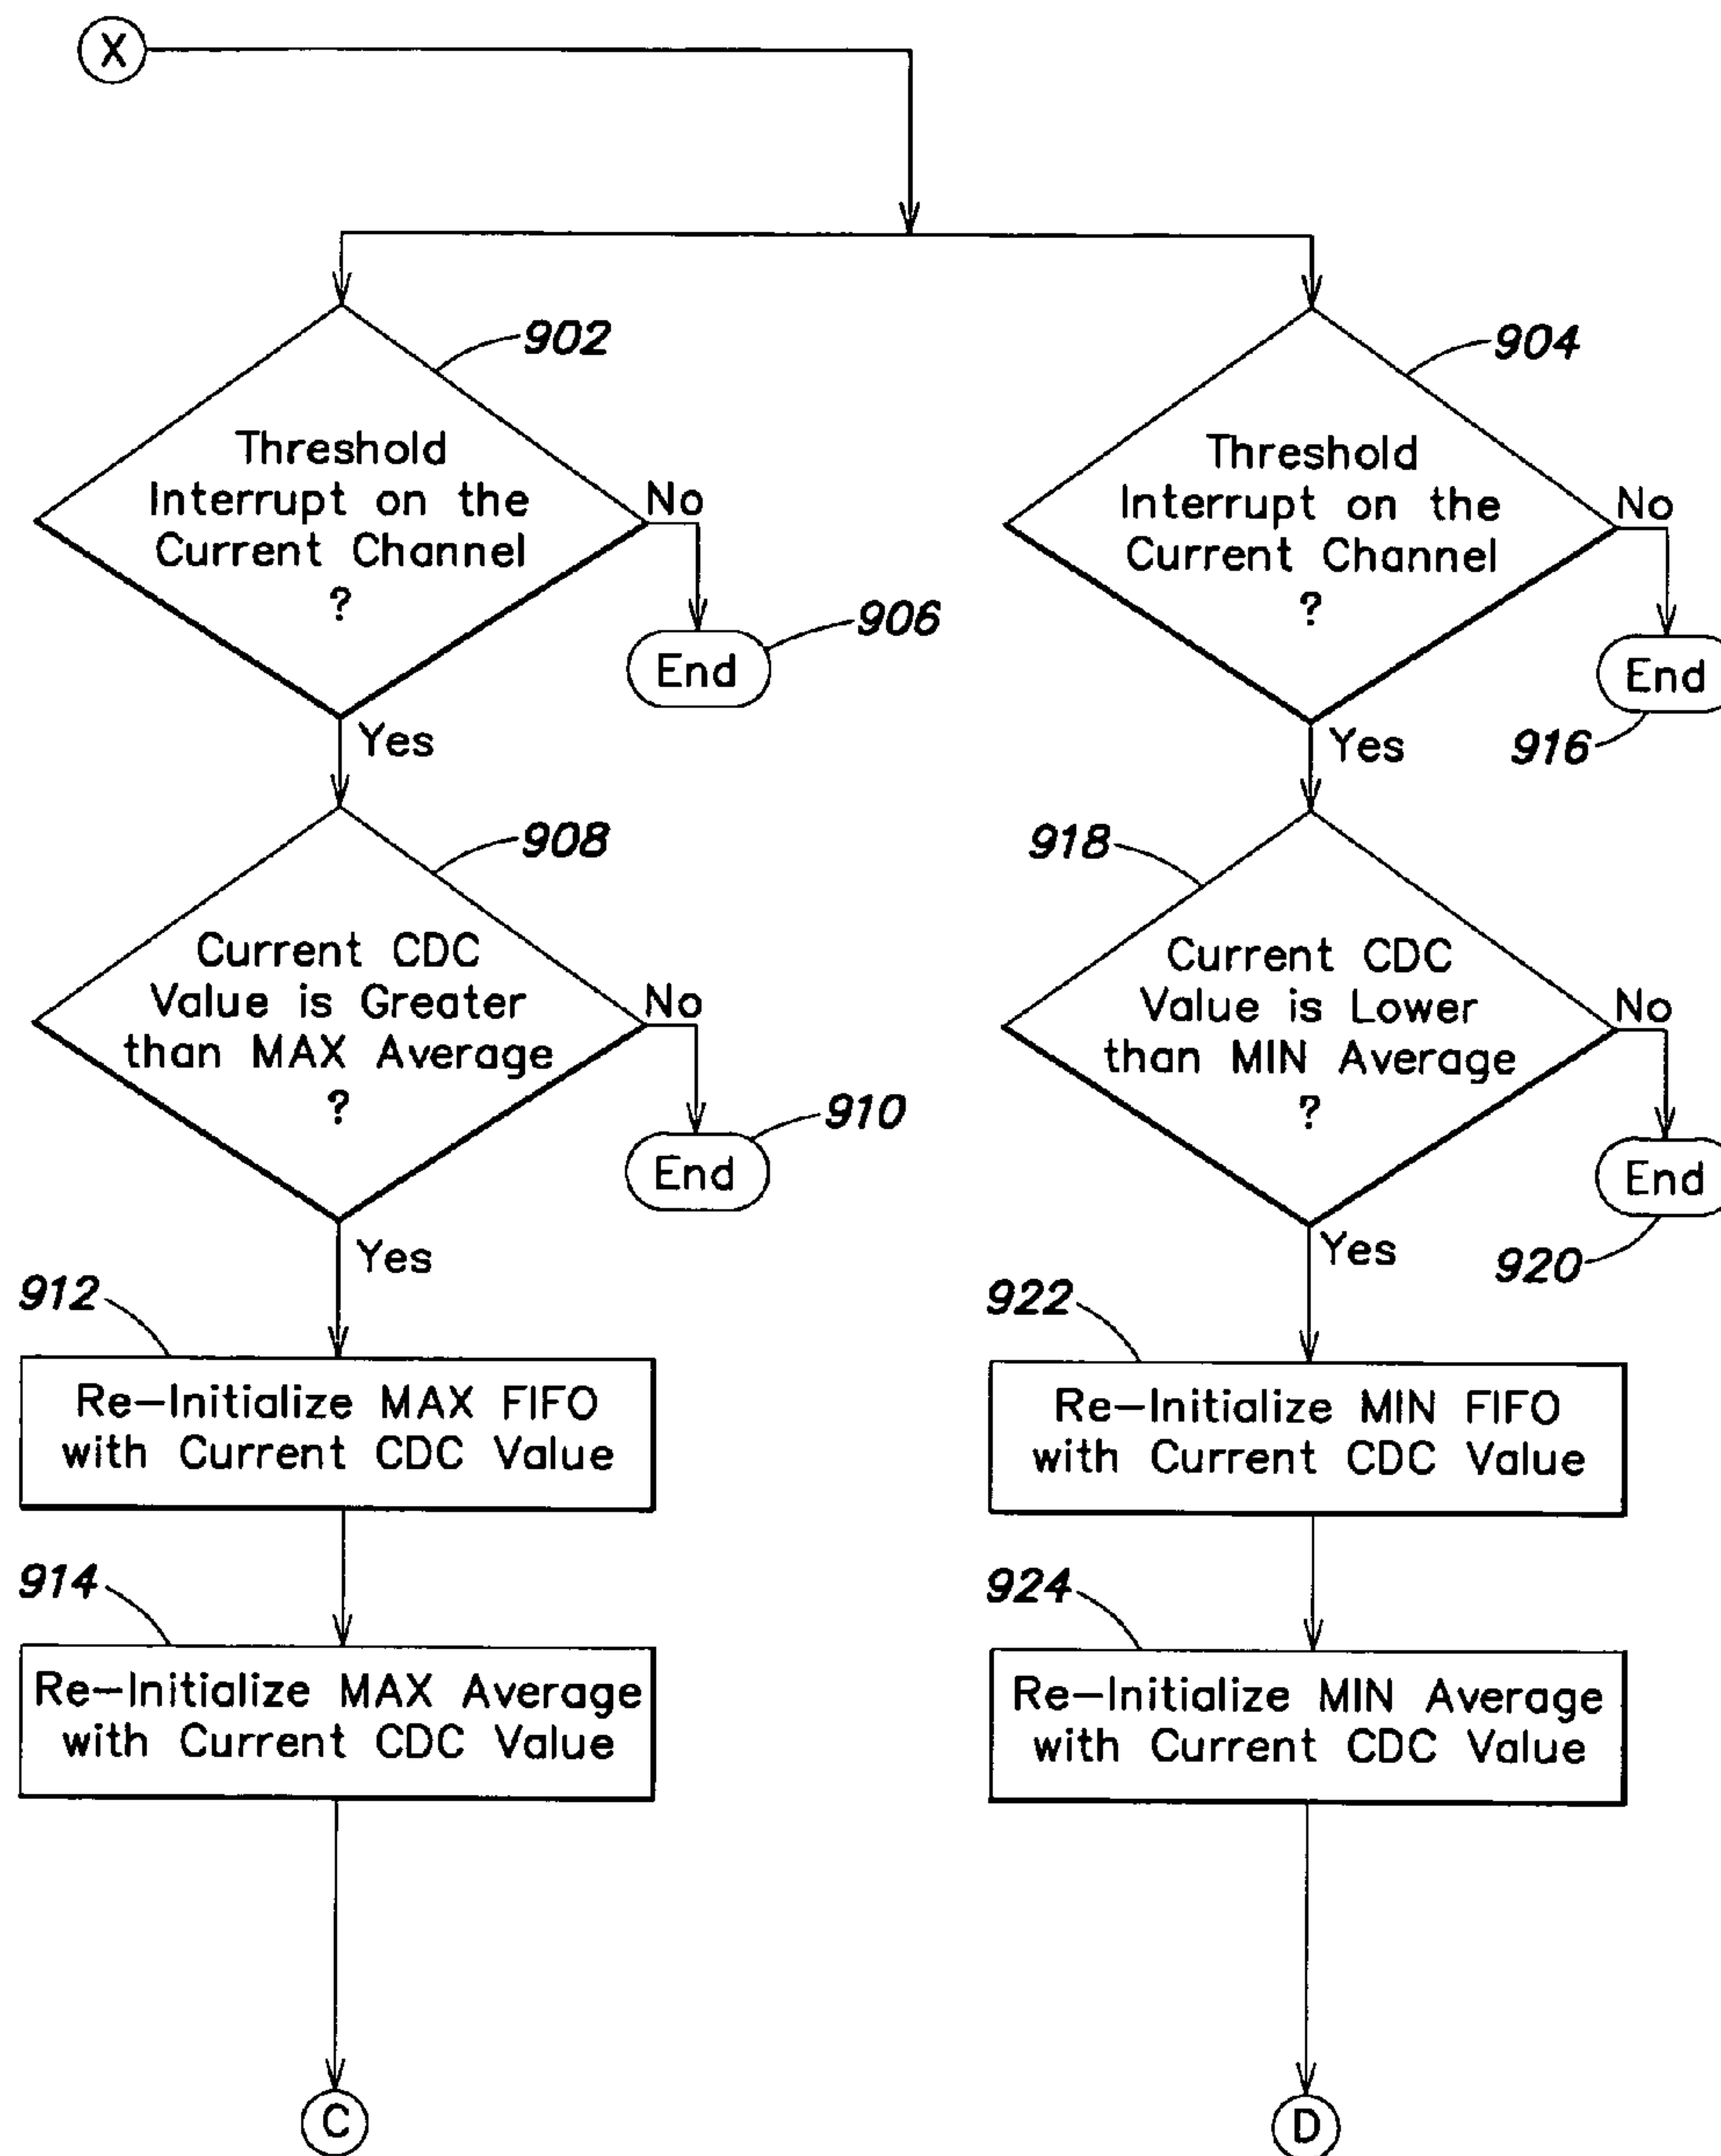 X
902
Threshold
Interrupt on the
Current Channel
?
No
906
End
Yes
904
Threshold
Interrupt on the
Current Channel
?
No
End
916
Yes
908
Current CDC
Value is Greater
than MAX Average
?
No
910
End
Yes
918
Current CDC
Value is Lower
than MIN Average
?
No
End
920
Yes
912
Re-Initialize MAX FIFO
with Current CDC Value
914
Re-Initialize MAX Average
with Current CDC Value
C
922
Re-Initialize MIN FIFO
with Current CDC Value
924
Re-Initialize MIN Average
with Current CDC Value
D